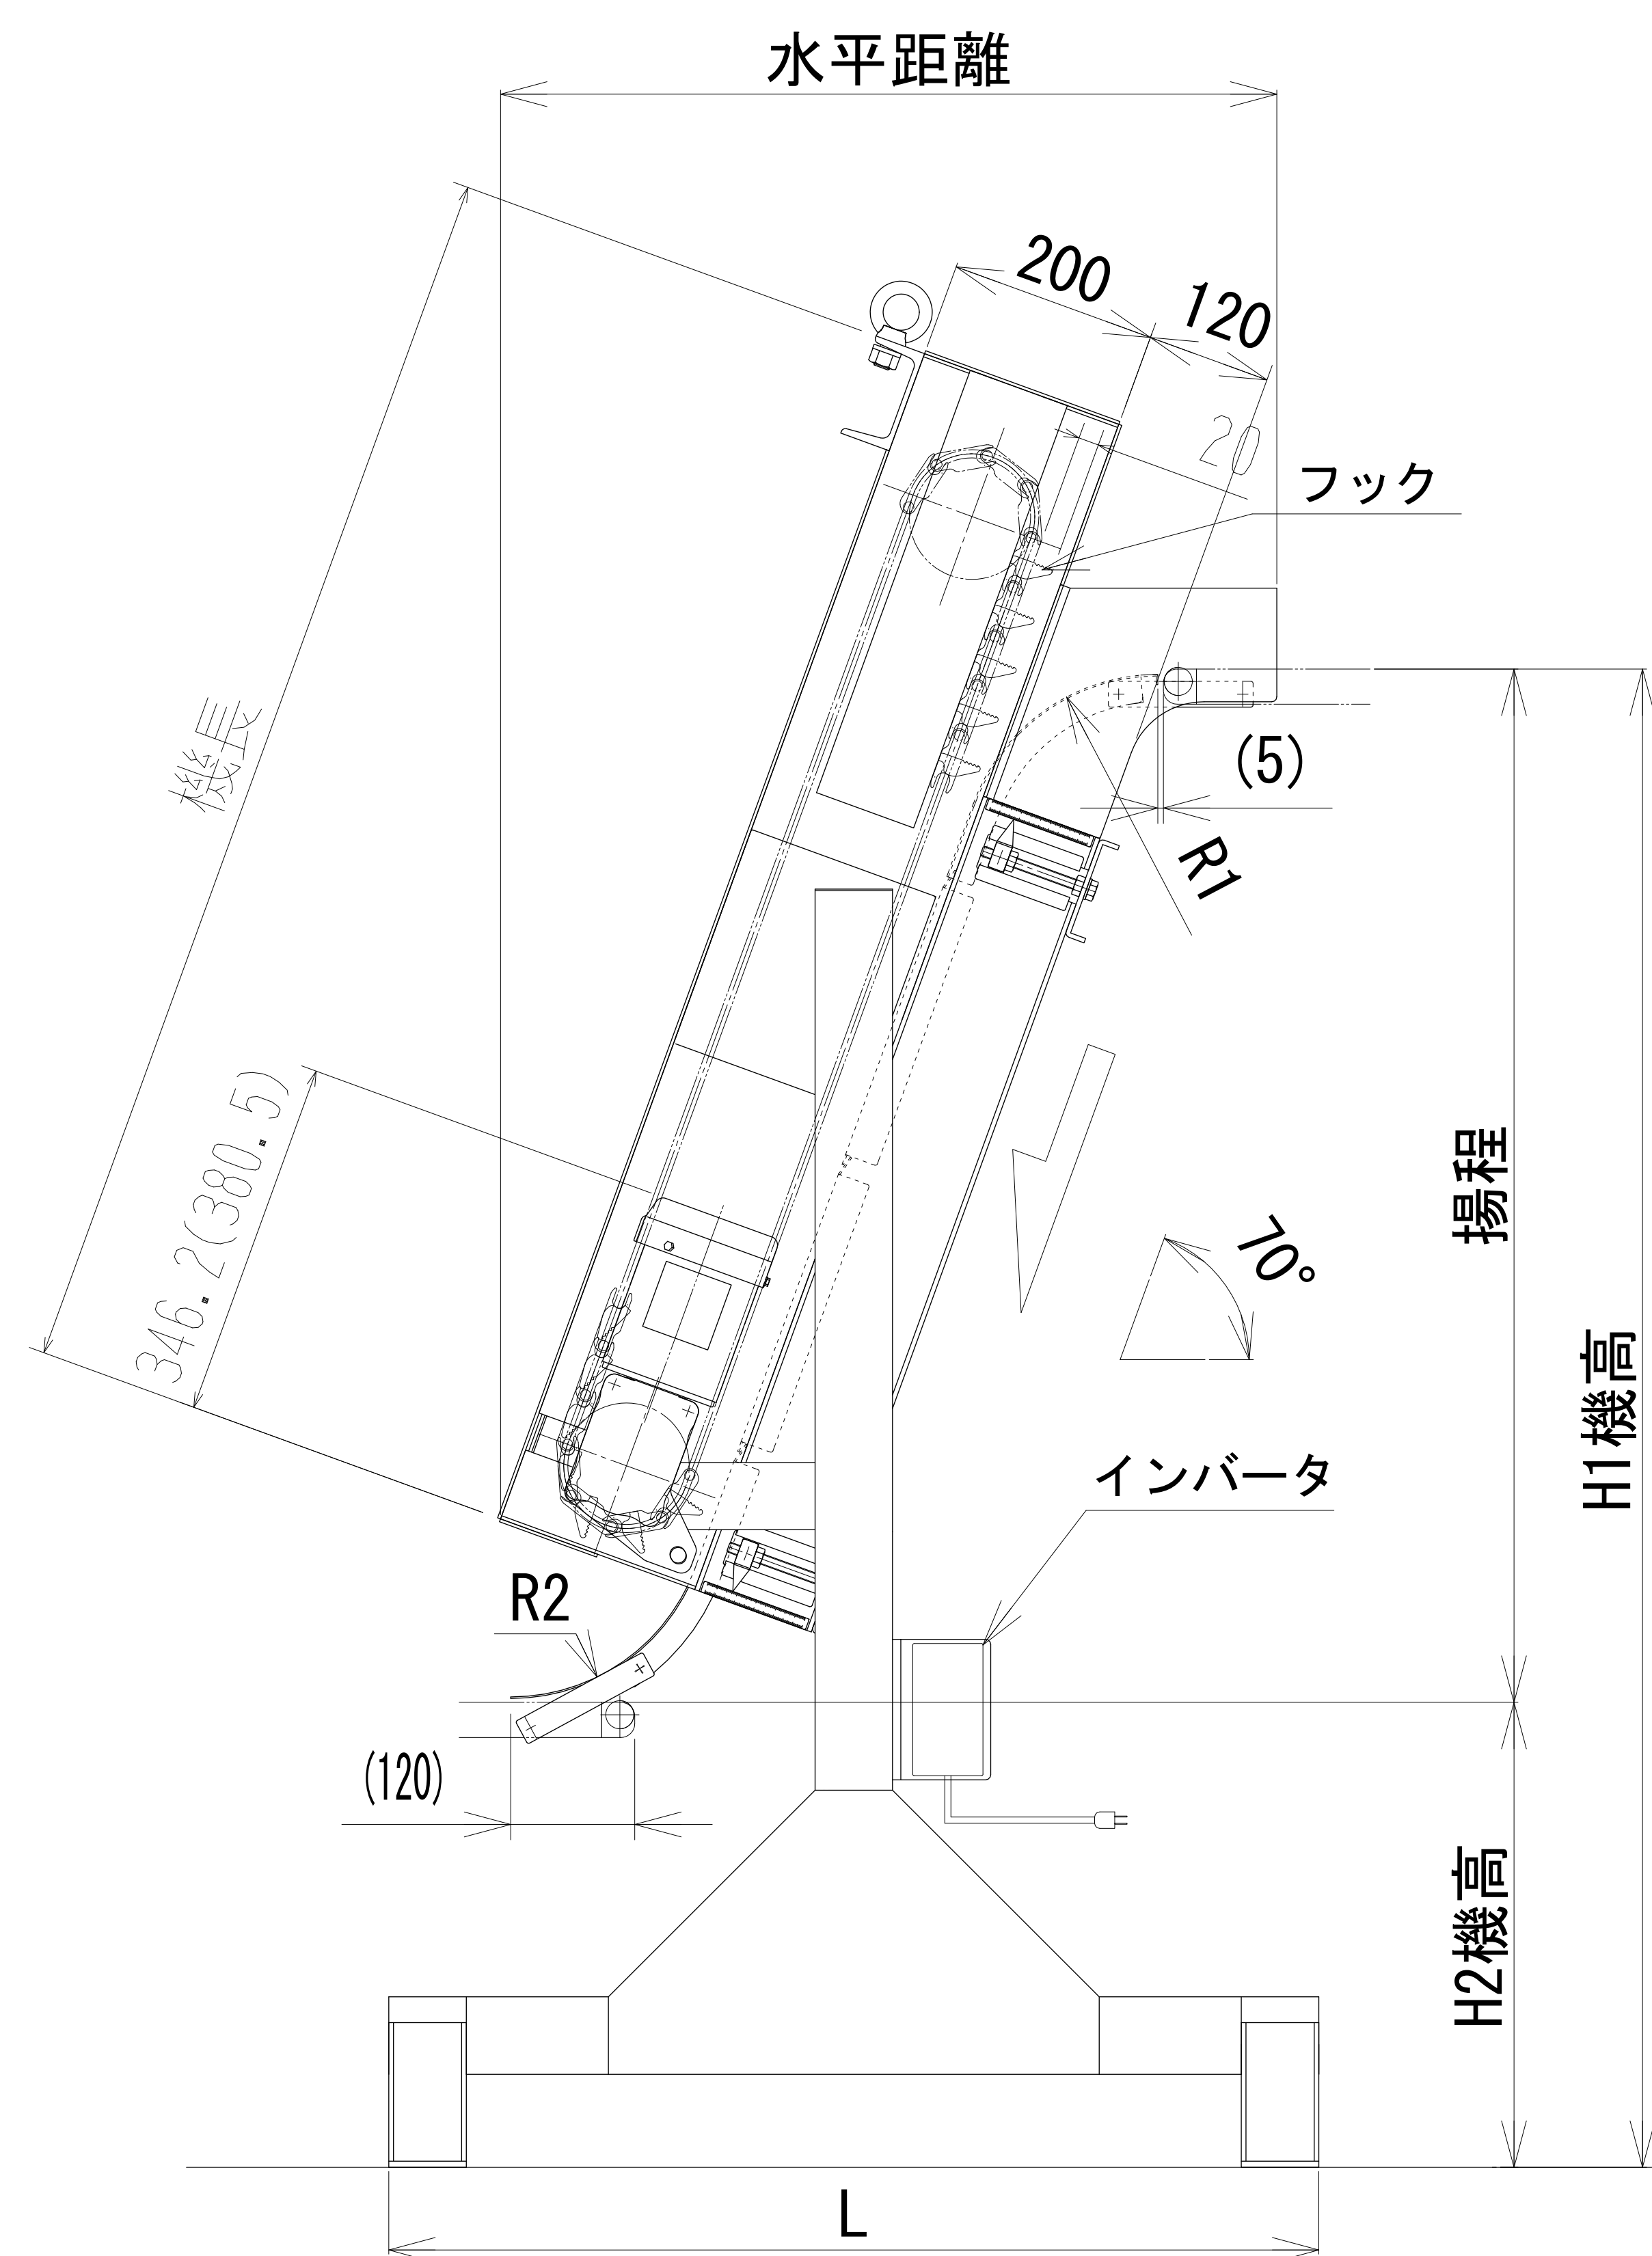 水平距離
200
120
20
フック
機長
(5)
R1
346.2(380.5)
揚程
70°
H1機高
インバータ
R2
(120)
H2機高
L